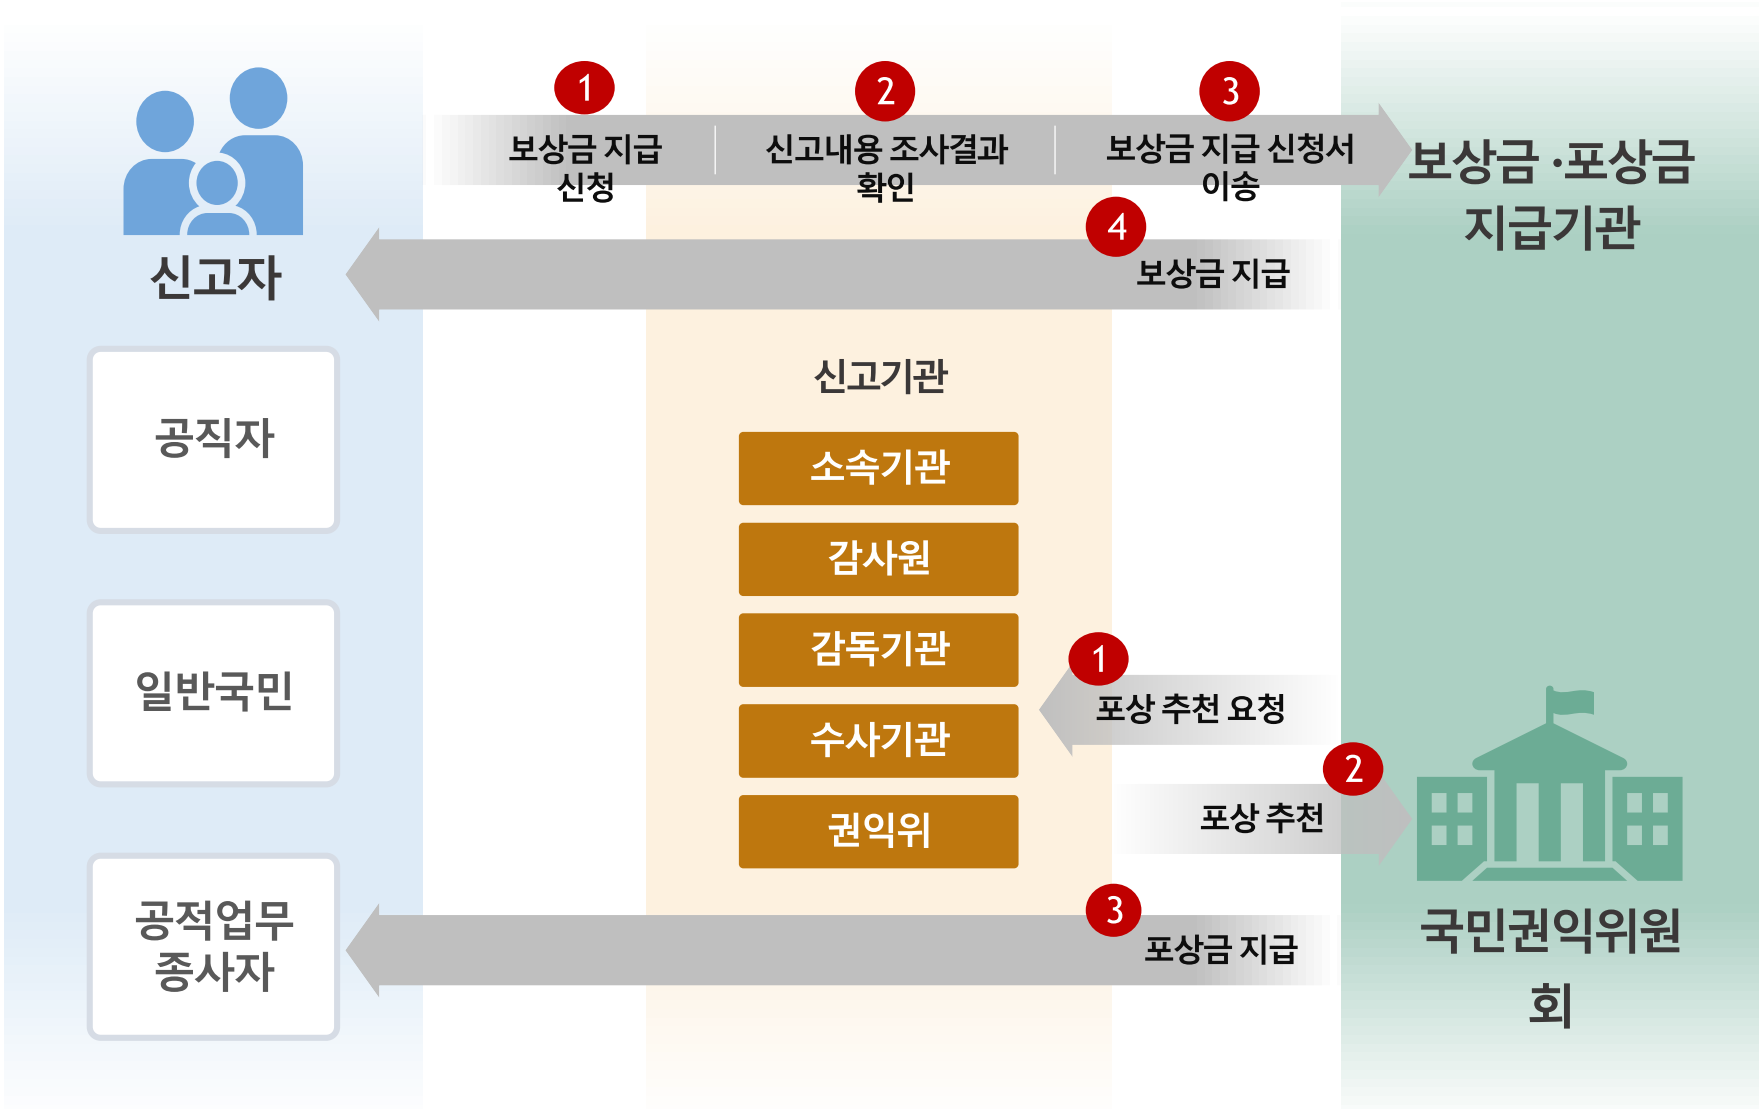 1
보상금 지급
신청
2
신고내용 조사결과
확인
3
보상금 지급 신청서
이송
보상금 ·포상금
지급기관
신고자
4
보상금 지급
공직자
일반국민
공적업무
종사자
신고기관
소속기관
감사원
감독기관
수사기관
권익위
1
포상 추천 요청
2
포상 추천
3
포상금 지급
국민권익위원
회